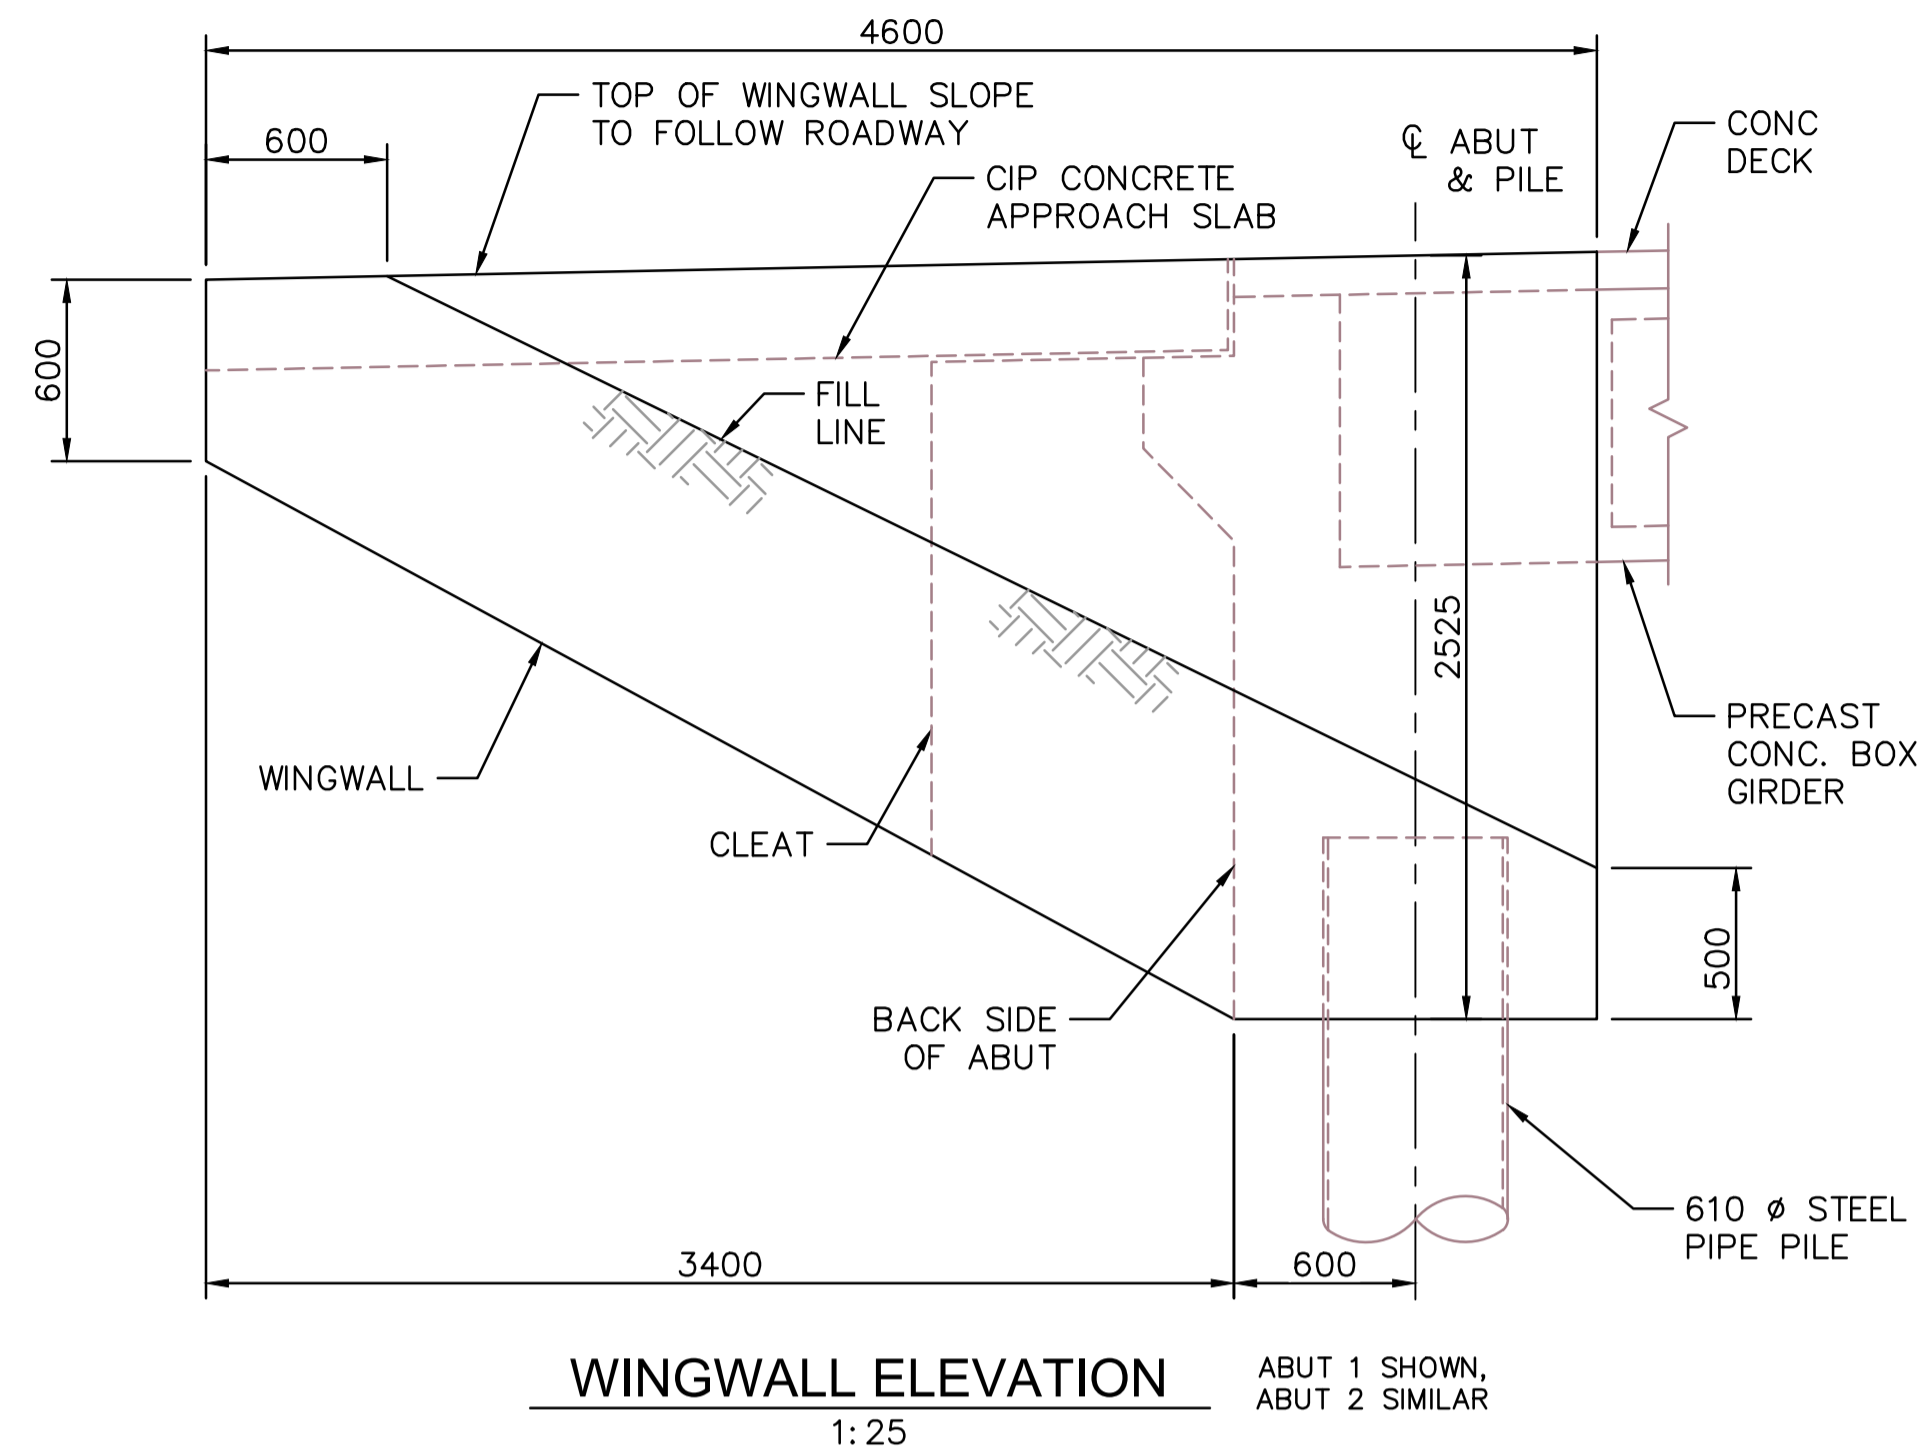 4600
TOP OF WINGWALL SLOPE
TO FOLLOW ROADWAY
600
℄ ABUT
& PILE
CONC
DECK
CIP CONCRETE
APPROACH SLAB
600
FILL
LINE
2525
PRECAST
CONC. BOX
GIRDER
WINGWALL
CLEAT
500
BACK SIDE
OF ABUT
610 ø STEEL
PIPE PILE
3400
600
WINGWALL ELEVATION
1:25
ABUT 1 SHOWN,
ABUT 2 SIMILAR